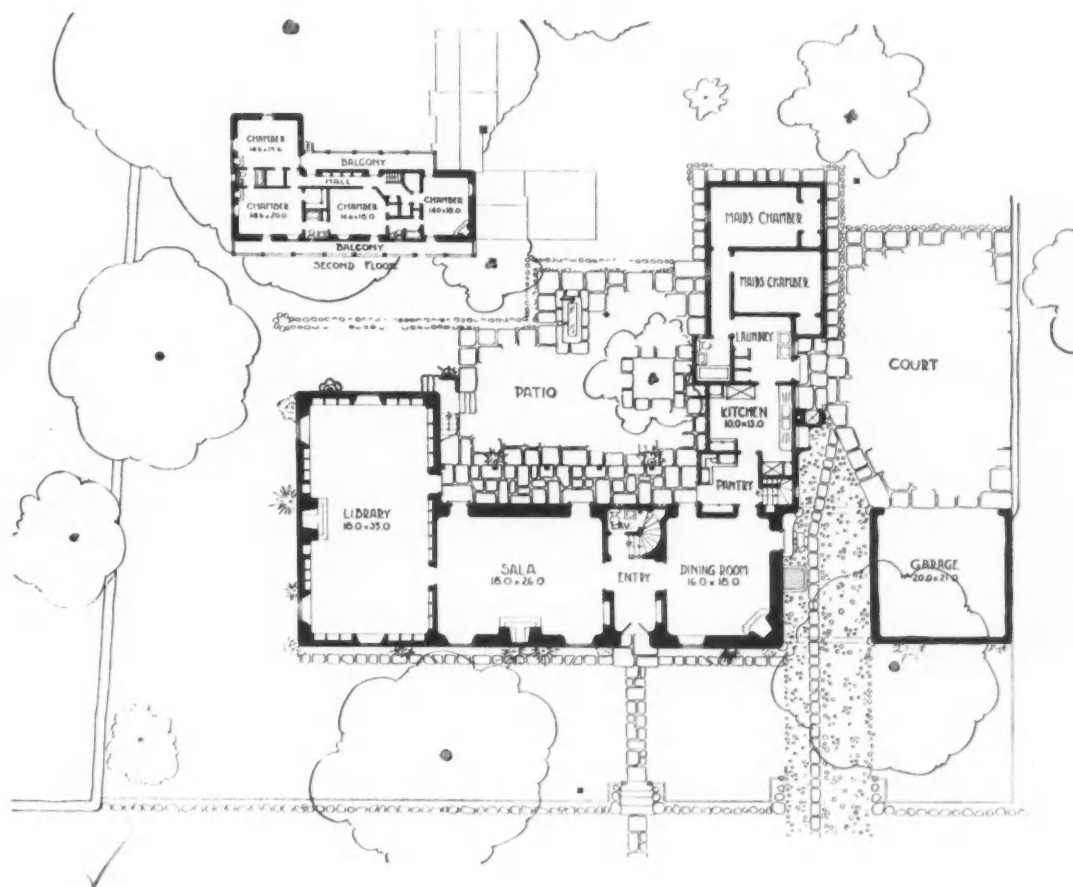 CHAMBER
14.6 x 19.6
BALCONY
HALL
CHAMBER
14.6 x 20.0
CHAMBER
14.6 x 18.0
CHAMBER
14.0 x 18.0
BALCONY
SECOND FLOOR
MAIDS CHAMBER
MAIDS CHAMBER
LAUNDRY
COURT
PATIO
KITCHEN
10.0 x 13.0
PANTRY
LIBRARY
18.0 x 35.0
LAV.
SALA
18.0 x 26.0
ENTRY
DINING ROOM
16.0 x 18.0
GARAGE
20.0 x 21.0